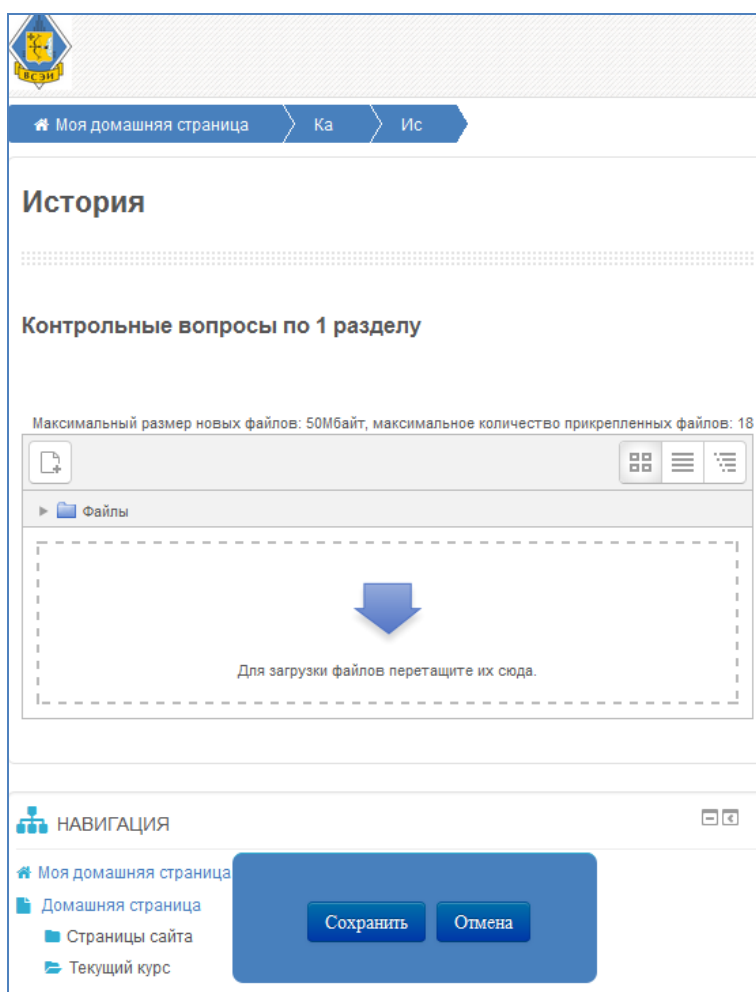 ВСЭИ
Моя домашняя страница Ка Ис
История
Контрольные вопросы по 1 разделу
Максимальный размер новых файлов: 50Мбайт, максимальное количество прикрепленных файлов: 18
Файлы
Для загрузки файлов перетащите их сюда.
НАВИГАЦИЯ
Моя домашняя страница
Домашняя страница
Страницы сайта
Текущий курс
Сохранить Отмена